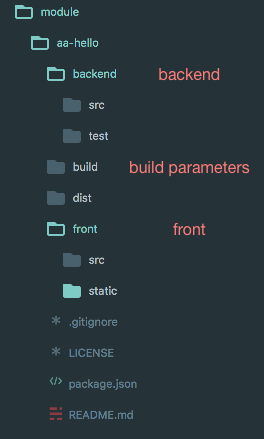 module
aa-hello
backend backend
src
test
build build parameters
dist
front front
src
static
.gitignore
LICENSE
package.json
README.md